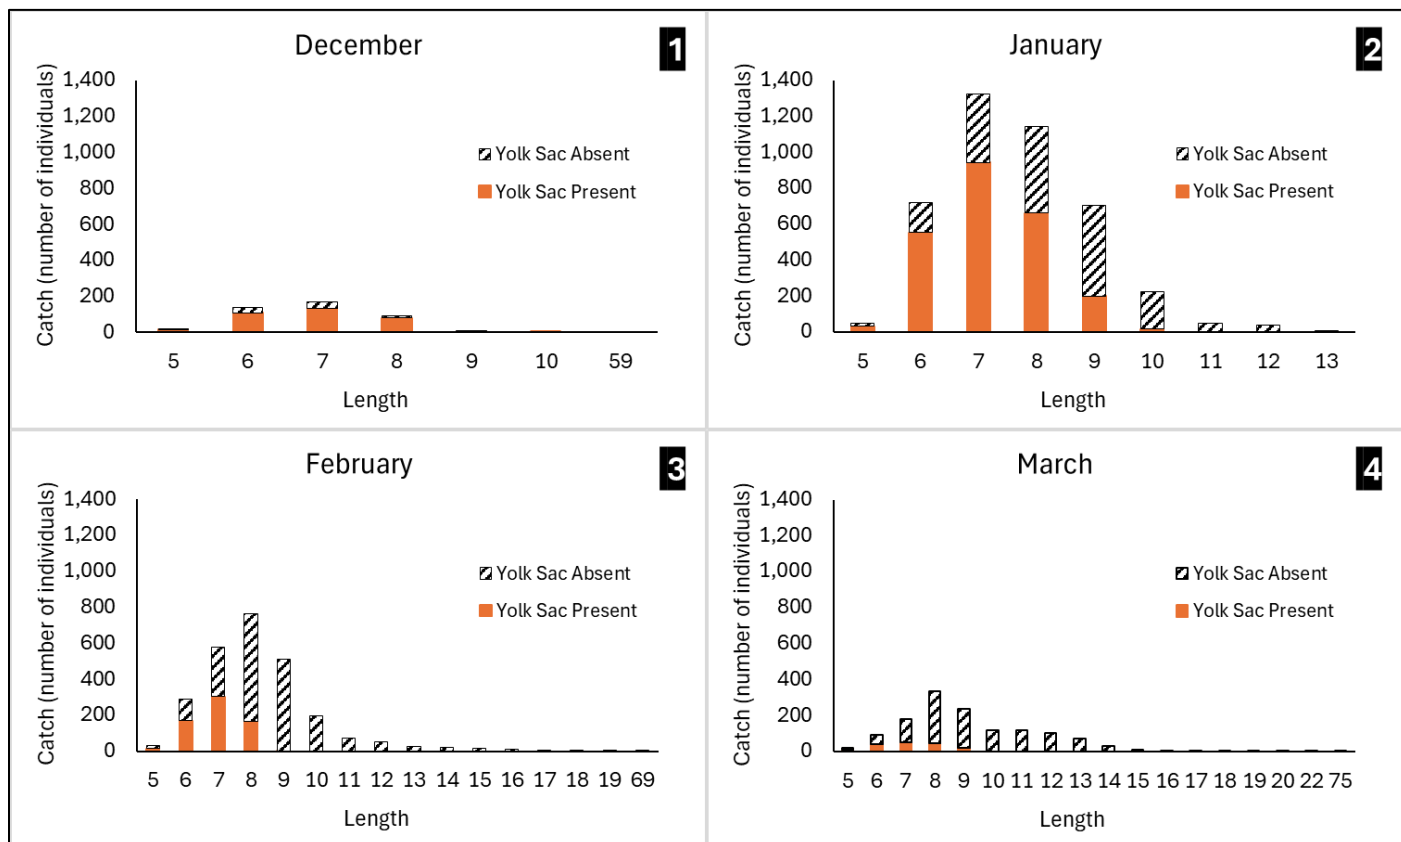 December
1
Catch (number of individuals)
1,400
1,200
1,000
800
600
400
200
0
Yolk Sac Absent
Yolk Sac Present
5 6 7 8 9 10 59
Length
January
2
Catch (number of individuals)
1,400
1,200
1,000
800
600
400
200
0
Yolk Sac Absent
Yolk Sac Present
5 6 7 8 9 10 11 12 13
Length
February
3
Catch (number of individuals)
1,400
1,200
1,000
800
600
400
200
0
Yolk Sac Absent
Yolk Sac Present
5 6 7 8 9 10 11 12 13 14 15 16 17 18 19 69
Length
March
4
Catch (number of individuals)
1,400
1,200
1,000
800
600
400
200
0
Yolk Sac Absent
Yolk Sac Present
5 6 7 8 9 10 11 12 13 14 15 16 17 18 19 20 22 75
Length